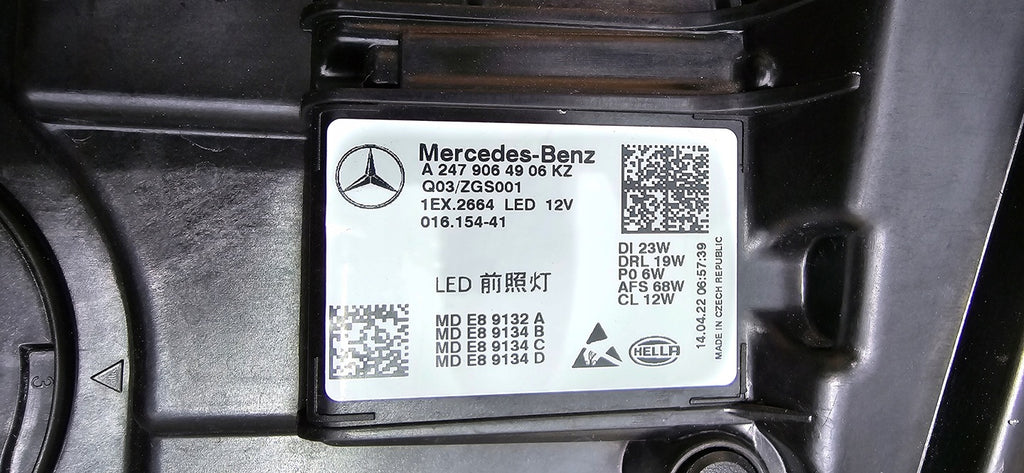 Mercedes-Benz
A 247 906 49 06 KZ
Q03/ZGS001
1EX.2664 LED 12V
016.154-41
DI 23W
DRL 19W
P0 6W
AFS 68W
CL 12W
14.04.22 06:57:39
MADE IN CZECH REPUBLIC
LED 前照灯
MD E8 9132 A
MD E8 9134 B
MD E8 9134 C
MD E8 9134 D
HELLA
3